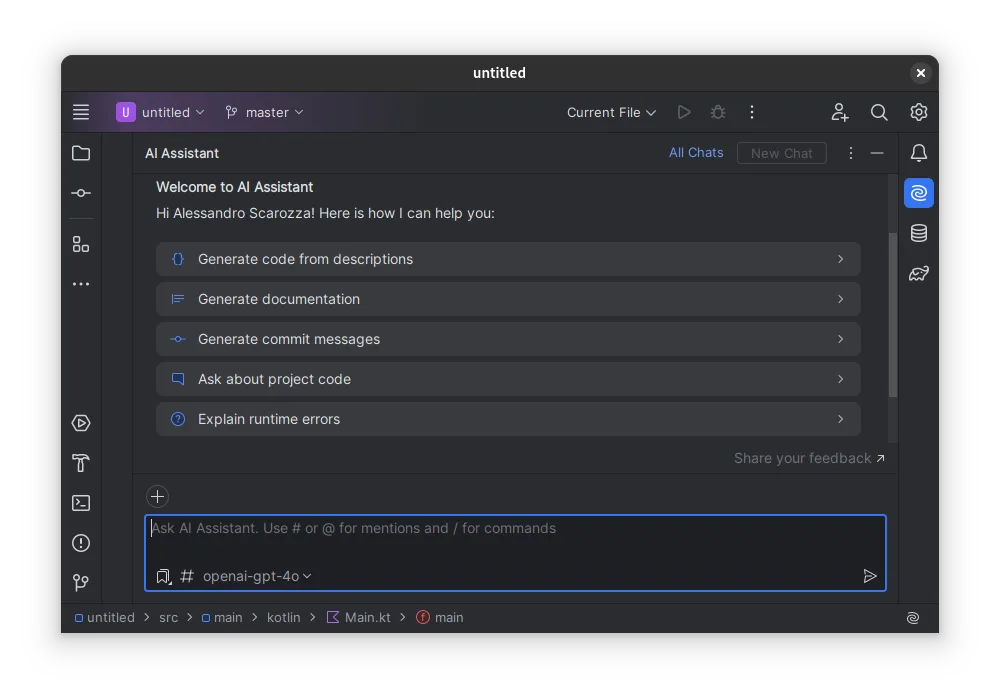 untitled
U untitled master Current File
AI Assistant All Chats New Chat
Welcome to AI Assistant
Hi Alessandro Scarozza! Here is how I can help you:
Generate code from descriptions
Generate documentation
Generate commit messages
Ask about project code
Explain runtime errors
Share your feedback ↗
Ask AI Assistant. Use # or @ for mentions and / for commands
# openai-gpt-4o
untitled > src > main > kotlin > Main.kt > f main